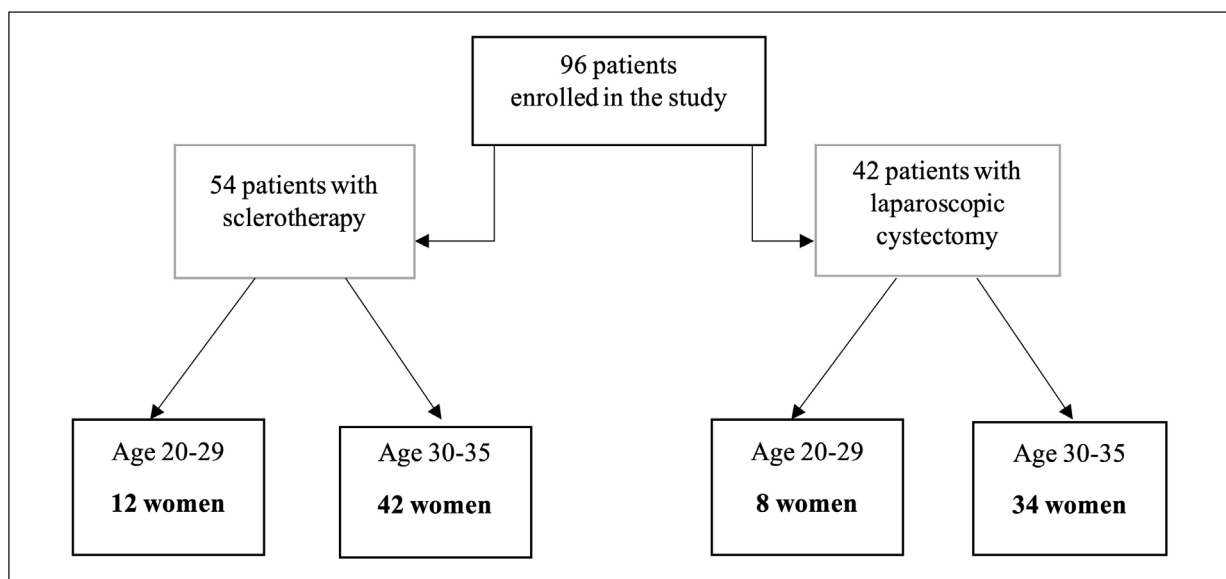 96 patients
enrolled in the study
54 patients with
sclerotherapy
42 patients with
laparoscopic
cystectomy
Age 20-29
12 women
Age 30-35
42 women
Age 20-29
8 women
Age 30-35
34 women